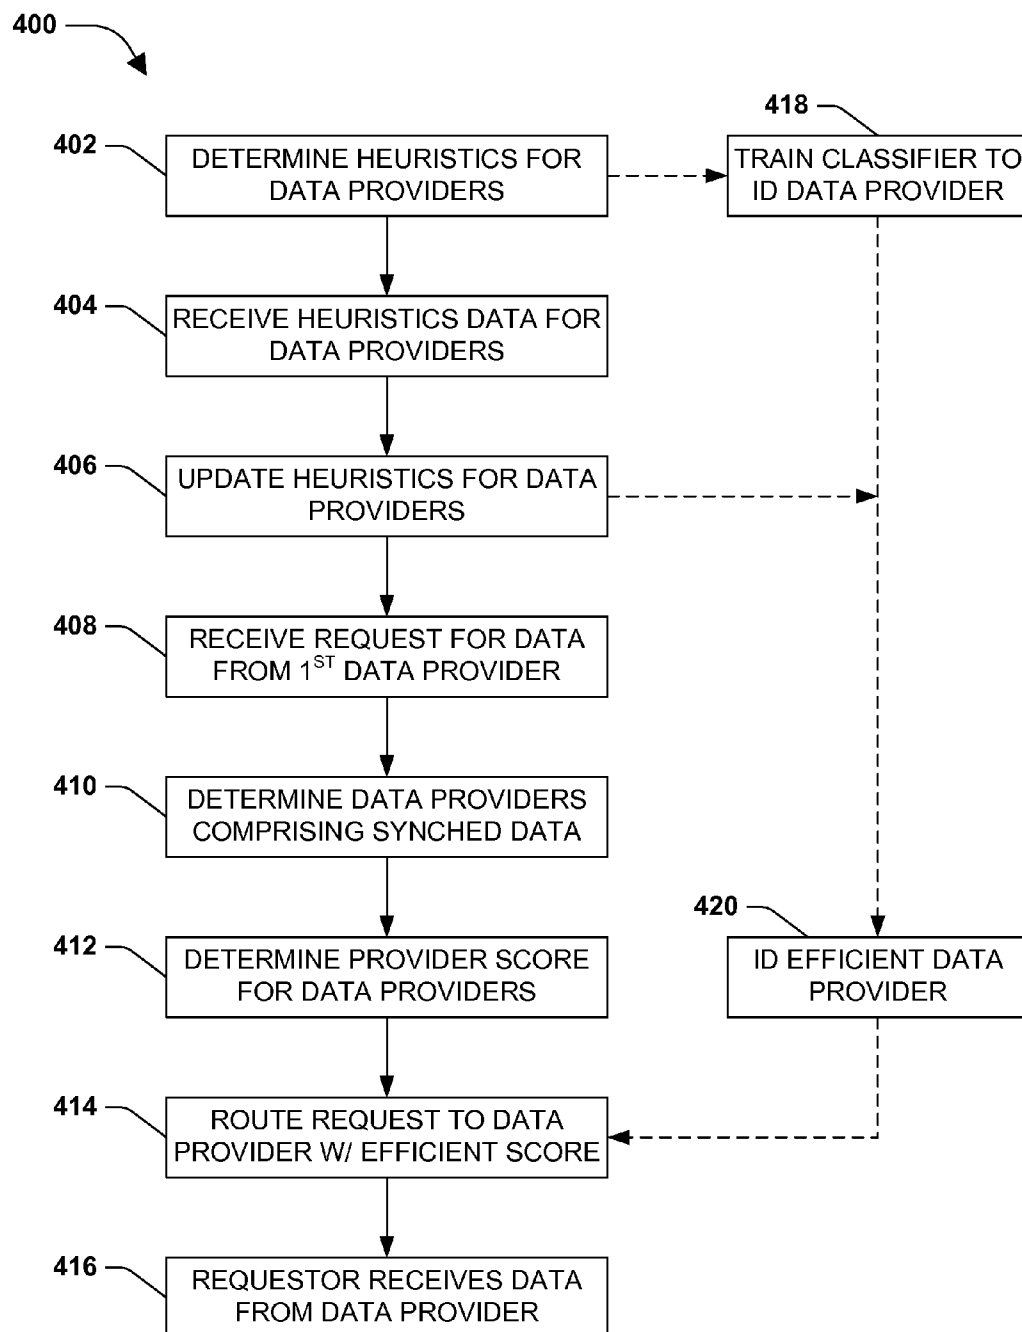 400
402
DETERMINE HEURISTICS FOR
DATA PROVIDERS
418
TRAIN CLASSIFIER TO
ID DATA PROVIDER
404
RECEIVE HEURISTICS DATA FOR
DATA PROVIDERS
406
UPDATE HEURISTICS FOR DATA
PROVIDERS
408
RECEIVE REQUEST FOR DATA
FROM 1ST DATA PROVIDER
410
DETERMINE DATA PROVIDERS
COMPRISING SYNCHED DATA
412
DETERMINE PROVIDER SCORE
FOR DATA PROVIDERS
420
ID EFFICIENT DATA
PROVIDER
414
ROUTE REQUEST TO DATA
PROVIDER W/ EFFICIENT SCORE
416
REQUESTOR RECEIVES DATA
FROM DATA PROVIDER